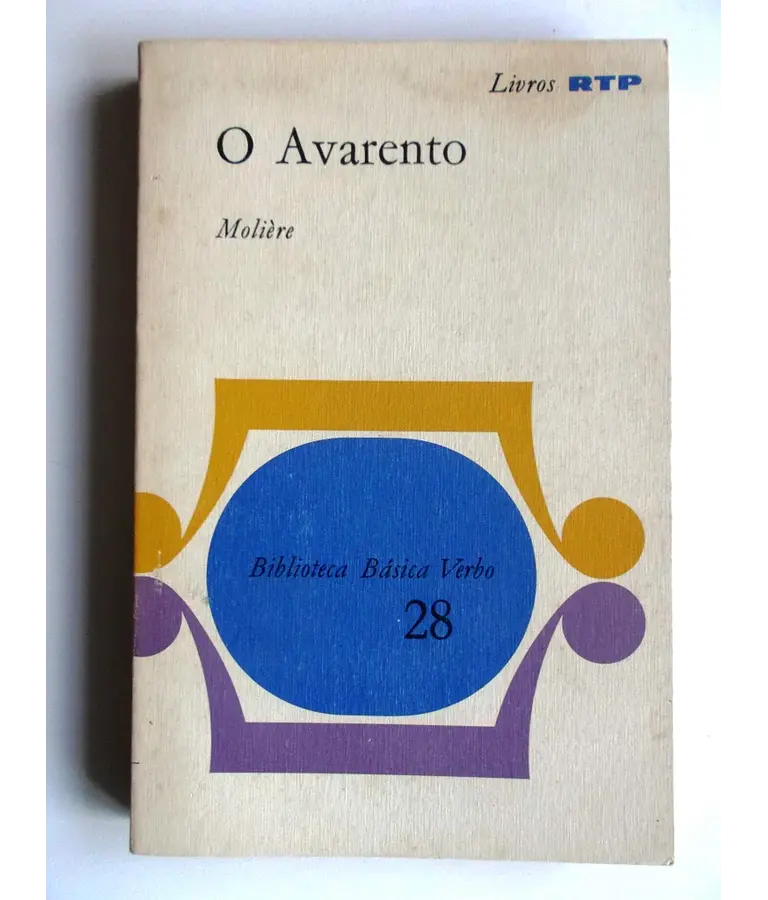 Livros RTP
O Avarento
Molière
Biblioteca Básica Verbo
28